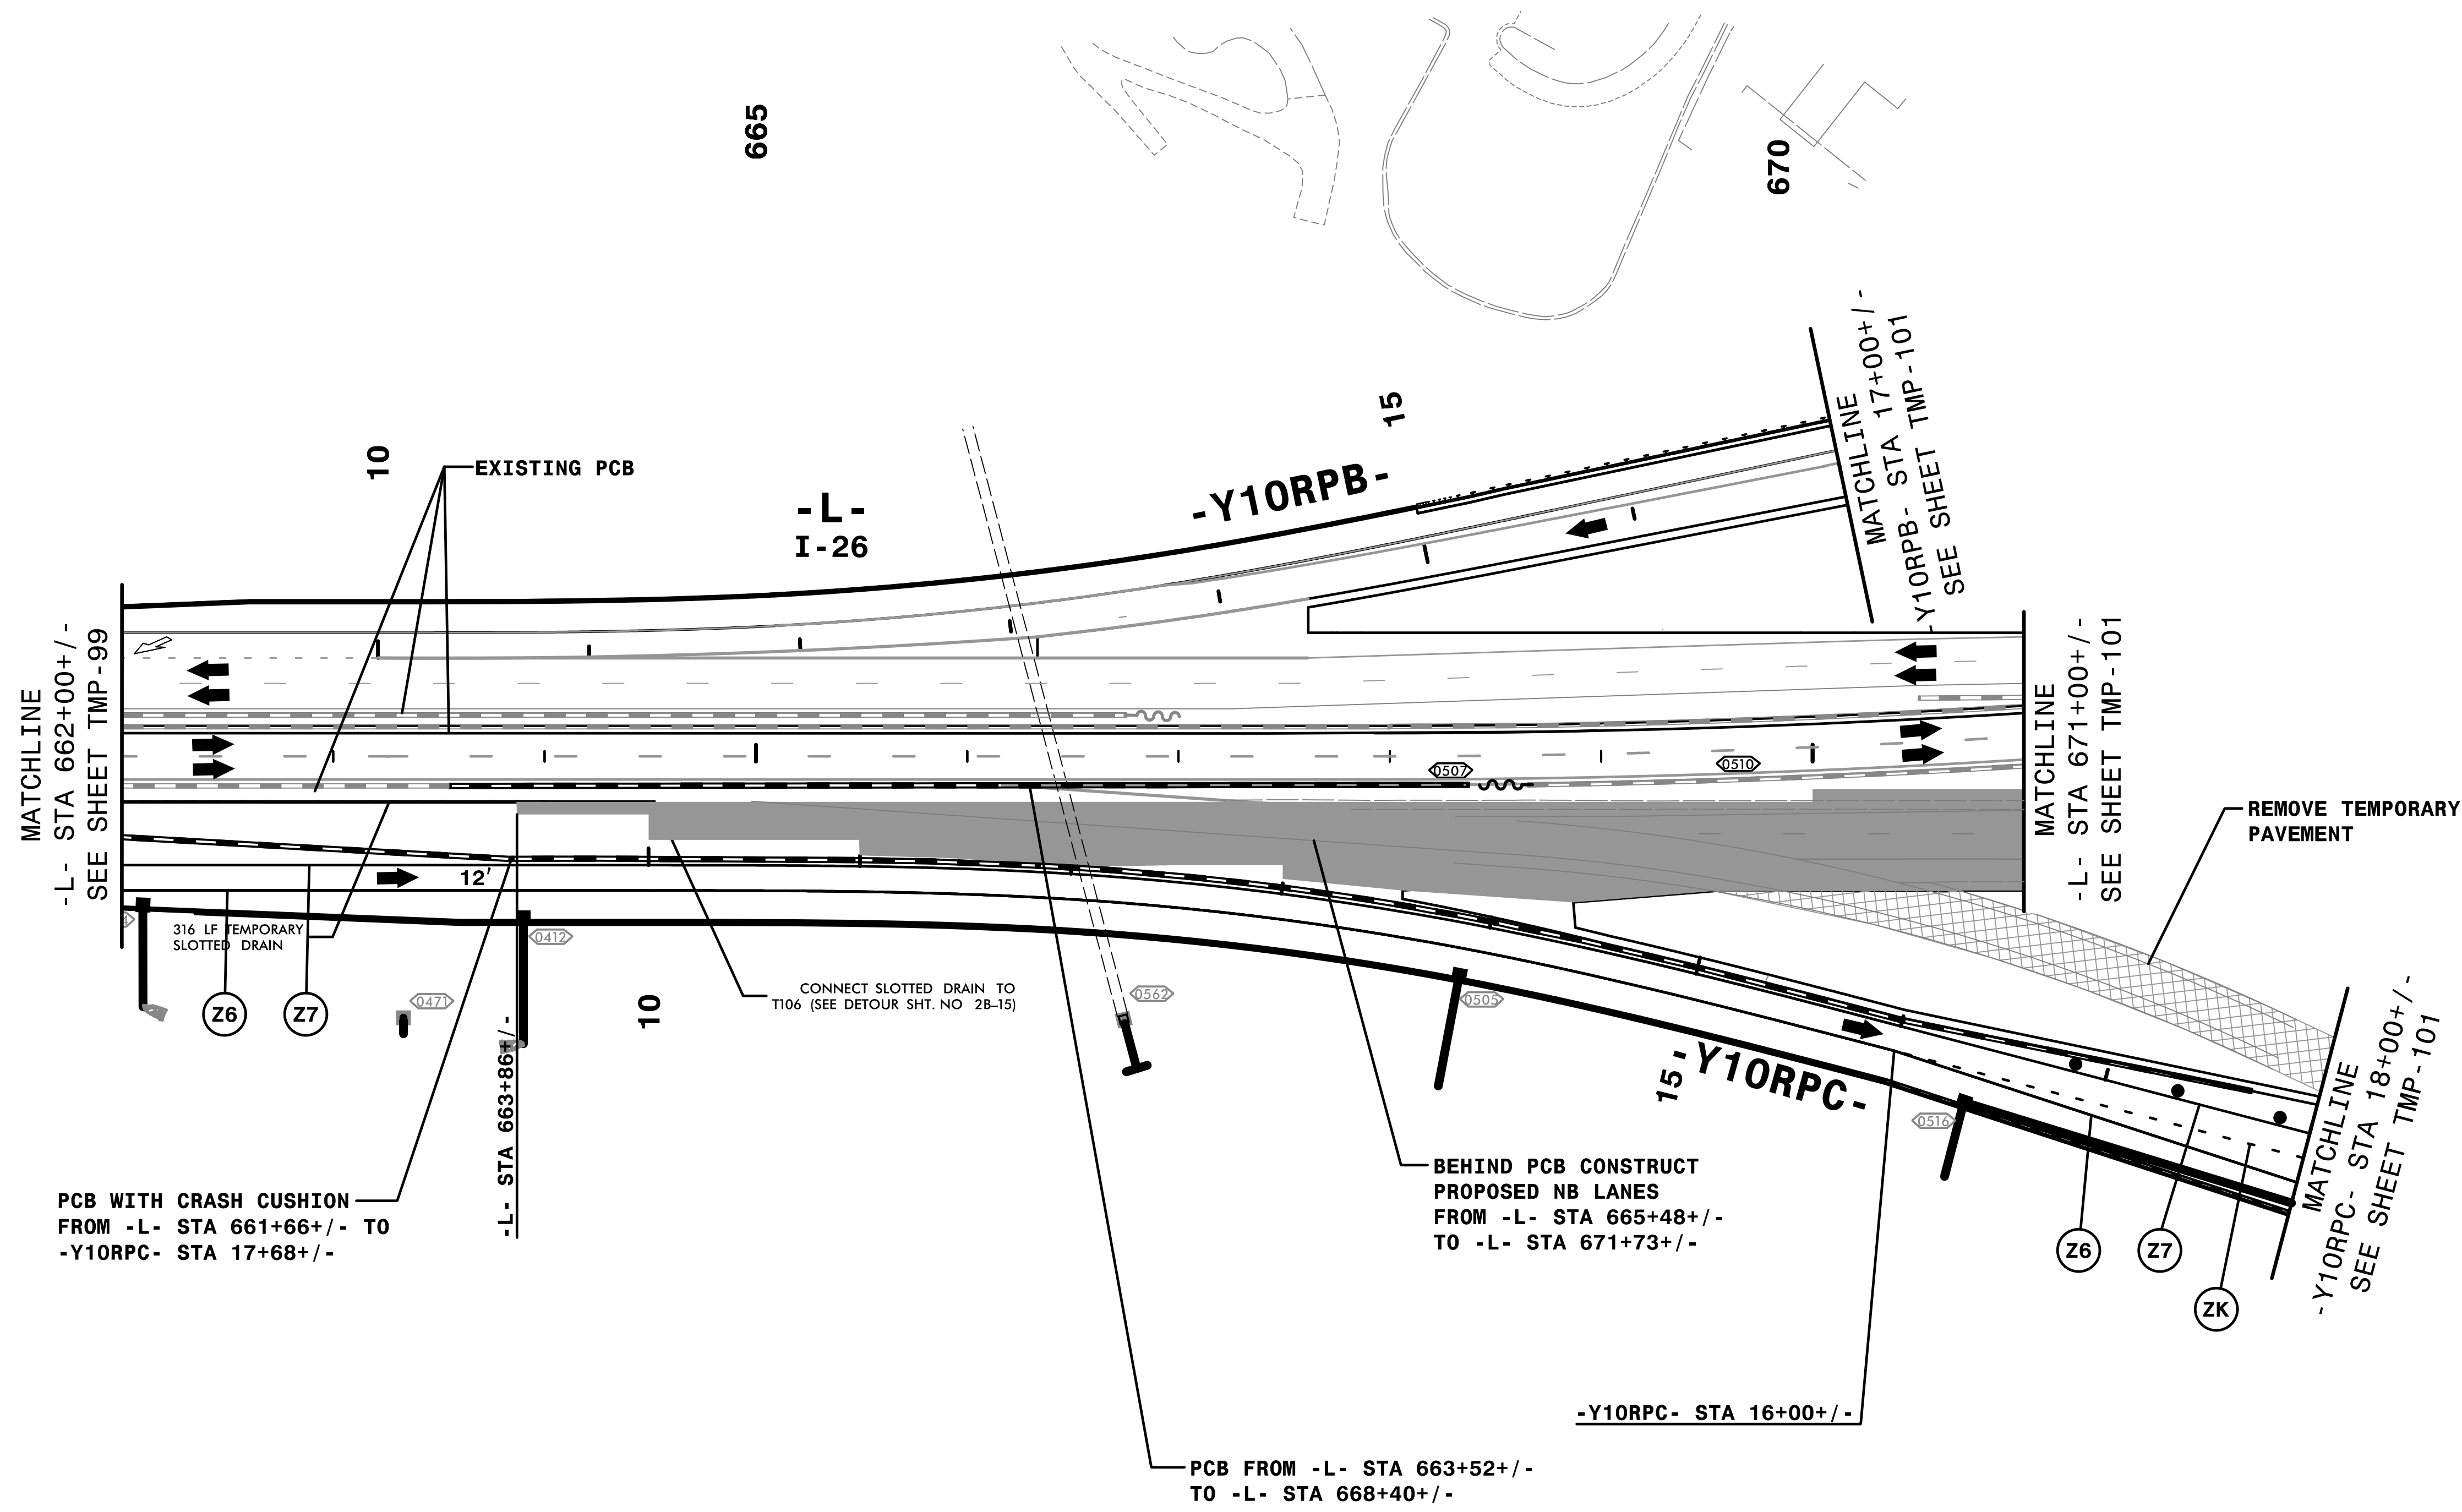 665
670
15
10
EXISTING PCB
-L-
I-26
-Y10RPB-
MATCHLINE
-Y10RPB- STA 17+00+/-
SEE SHEET TMP-101
MATCHLINE
-L- STA 662+00+/-
SEE SHEET TMP-99
MATCHLINE
-L- STA 671+00+/-
SEE SHEET TMP-101
0507
0510
REMOVE TEMPORARY
PAVEMENT
12'
316 LF TEMPORARY
SLOTTED DRAIN
0412
0471
0562
0505
0516
Z6
Z7
10
CONNECT SLOTTED DRAIN TO
T106 (SEE DETOUR SHT. NO 2B-15)
-L- STA 663+86+/-
15
-Y10RPC-
MATCHLINE
-Y10RPC- STA 18+00+/-
SEE SHEET TMP-101
PCB WITH CRASH CUSHION
FROM -L- STA 661+66+/- TO
-Y10RPC- STA 17+68+/-
BEHIND PCB CONSTRUCT
PROPOSED NB LANES
FROM -L- STA 665+48+/-
TO -L- STA 671+73+/-
Z6
Z7
ZK
-Y10RPC- STA 16+00+/-
PCB FROM -L- STA 663+52+/-
TO -L- STA 668+40+/-